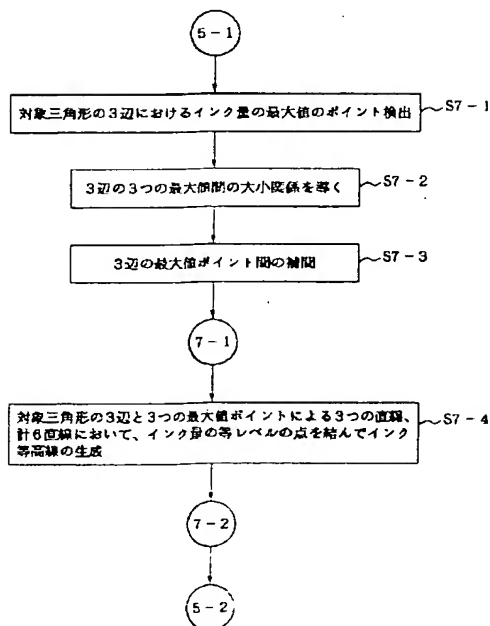 5-1
対象三角形の3辺におけるインク量の最大値のポイント検出
S7-1
3辺の3つの最大値間の大小関係を導く
S7-2
3辺の最大値ポイント間の補間
S7-3
7-1
対象三角形の3辺と3つの最大値ポイントによる3つの直線、
計6直線において、インク量の等レベルの点を結んでインク
等高線の生成
S7-4
7-2
5-2